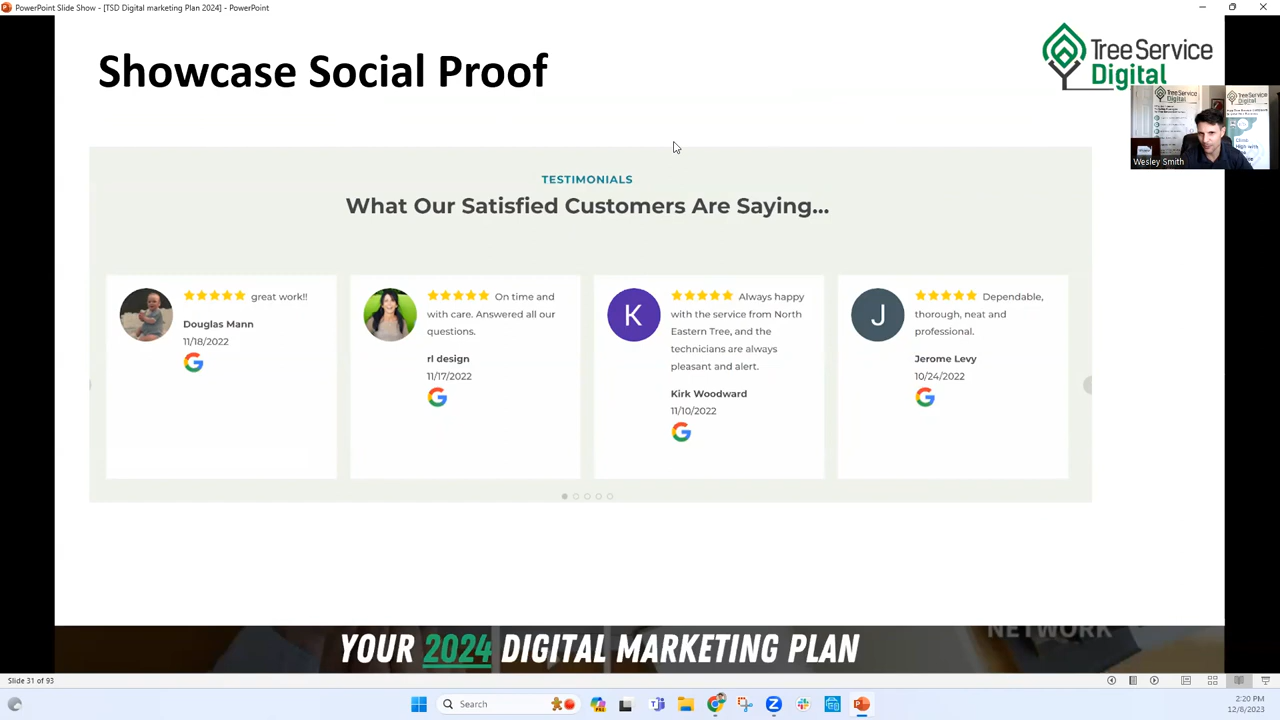 PowerPoint Slide Show - [TSD Digital marketing Plan 2024] - PowerPoint
Showcase Social Proof
Tree Service
Digital
Tree Service
Wesley Smith
TESTIMONIALS
What Our Satisfied Customers Are Saying...
great work!!
Douglas Mann
11/18/2022
On time and
with care. Answered all our
questions.
rl design
11/17/2022
K
Always happy
with the service from North
Eastern Tree, and the
technicians are always
pleasant and alert.
Kirk Woodward
11/10/2022
J
Dependable,
thorough, neat and
professional.
Jerome Levy
10/24/2022
NETWORK
YOUR 2024 DIGITAL MARKETING PLAN
Slide 31 of 93
Search
2:20 PM
12/8/2023